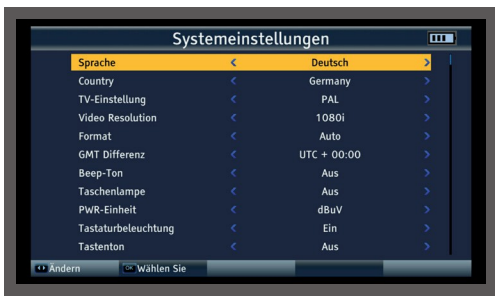 Systemeinstellungen
Sprache < Deutsch >
Country < Germany >
TV-Einstellung < PAL >
Video Resolution < 1080i >
Format < Auto >
GMT Differenz < UTC + 00:00 >
Beep-Ton < Aus >
Taschenlampe < Aus >
PWR-Einheit < dBuV >
Tastaturbeleuchtung < Ein >
Tastenton < Aus >
Ändern OK Wählen Sie